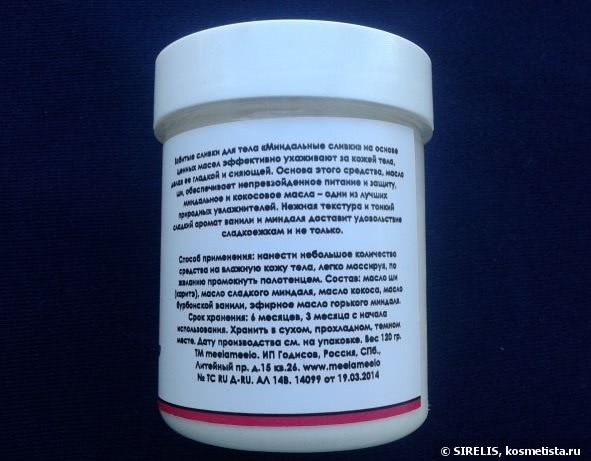 Взбитые сливки для тела «Миндальные сливки» на основе
ценных масел эффективно ухаживают за кожей тела,
делая ее гладкой и сияющей. Основа этого средства, масло
ши, обеспечивает непревзойденное питание и защиту,
миндальное и кокосовое масла – одни из лучших
природных увлажнителей. Нежная текстура и тонкий
сладкий аромат ванили и миндаля доставит удовольствие
сладкоежкам и не только.
Способ применения: нанести небольшое количество
средства на влажную кожу тела, легко массируя, по
желанию промокнуть полотенцем. Состав: масло ши
(каритэ), масло сладкого миндаля, масло кокоса, масло
бурбонской ванили, эфирное масло горького миндаля.
Срок хранения: 6 месяцев, 3 месяца с начала
использования. Хранить в сухом, прохладном, темном
месте. Дату производства см. на упаковке. Вес 120 гр.
ТМ meelameelo. ИП Годисов, Россия, СПб.,
Литейный пр. д.15 кв.26. www.meelameelo
№ ТС RU Д-RU. АЛ 14В. 14099 от 19.03.2014
© SIRELIS, kosmetista.ru